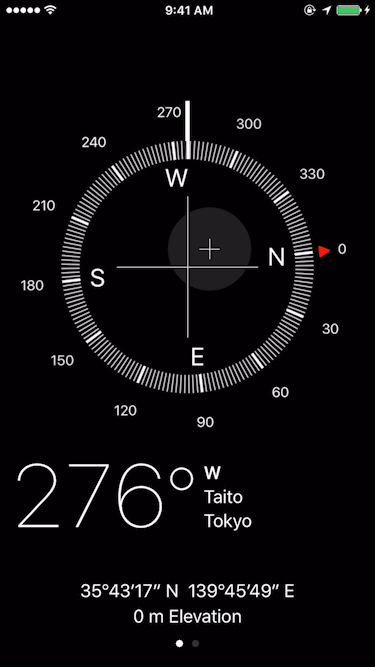 9:41 AM
270
300
240
330
W
210
N
0
S
180
30
E
150
60
120
90
276° W
Taito
Tokyo
35°43’17” N 139°45’49” E
0 m Elevation